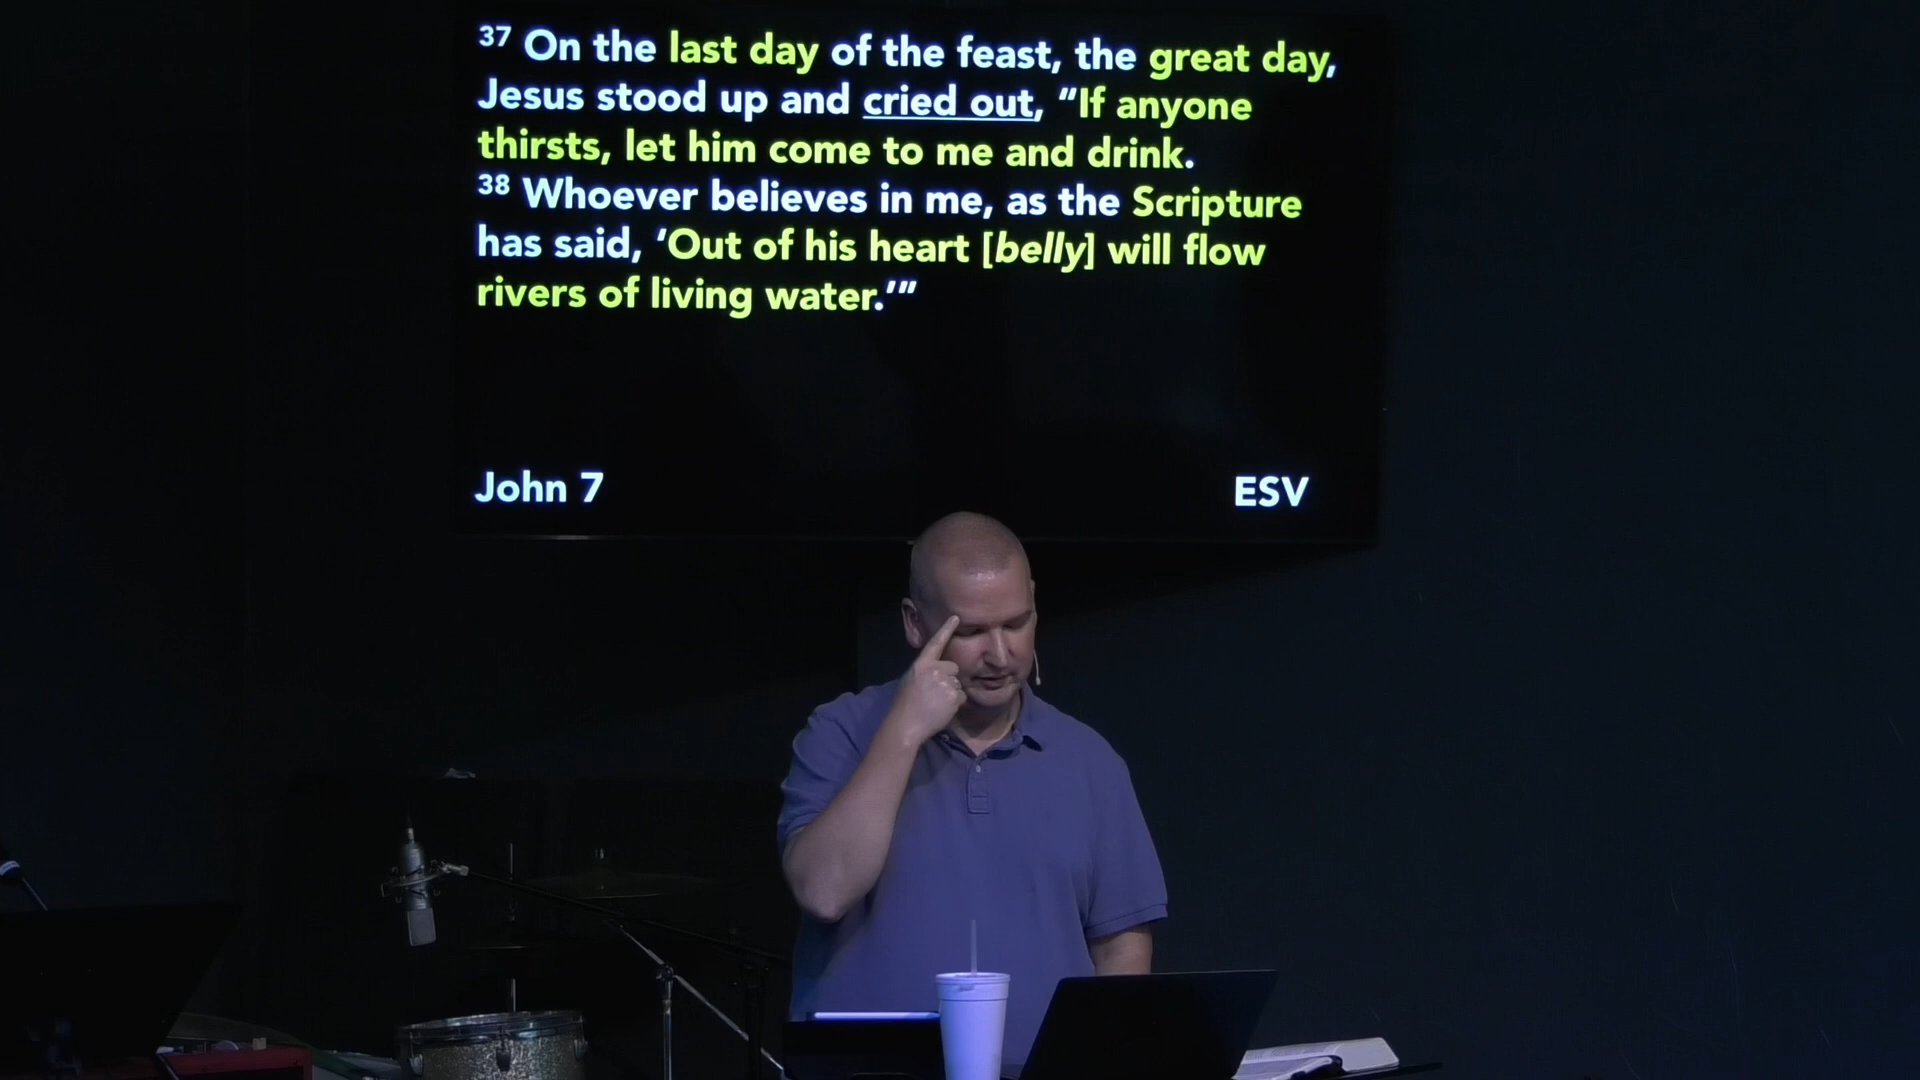 37 On the last day of the feast, the great day,
Jesus stood up and cried out, “If anyone
thirsts, let him come to me and drink.
38 Whoever believes in me, as the Scripture
has said, ‘Out of his heart [belly] will flow
rivers of living water.’”
John 7
ESV